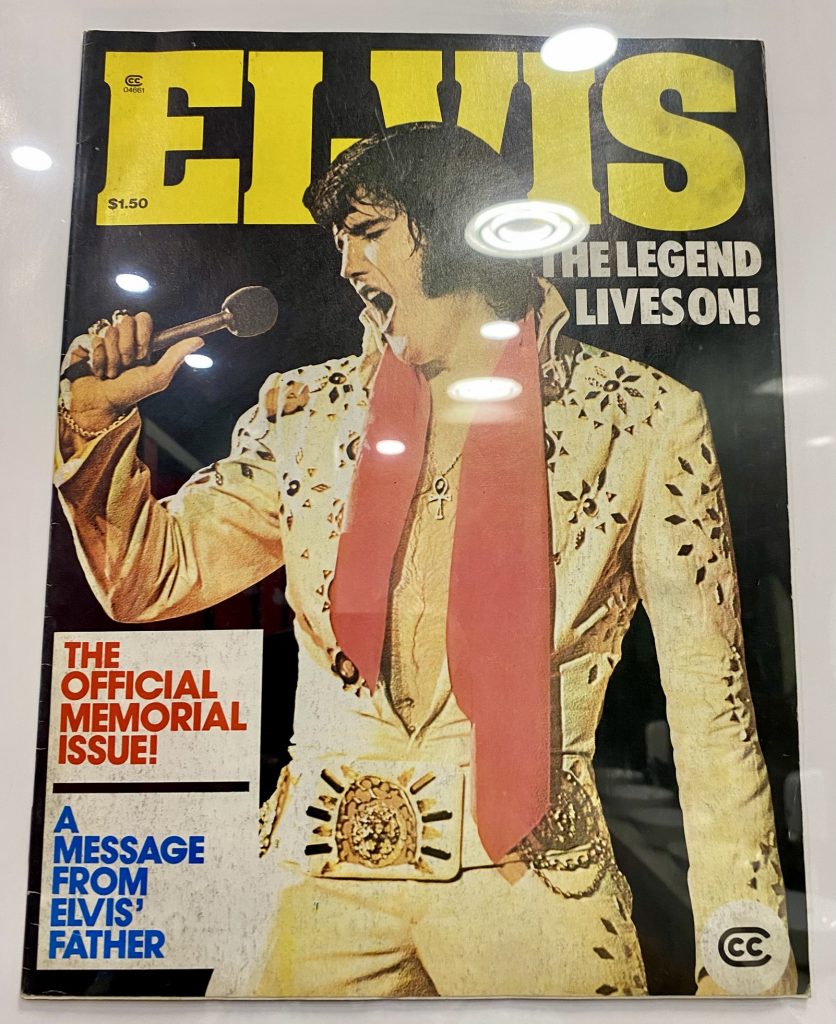 ELVIS
CC
04661
$1.50
THE LEGEND
LIVES ON!
THE
OFFICIAL
MEMORIAL
ISSUE!
A
MESSAGE
FROM
ELVIS'
FATHER
CC